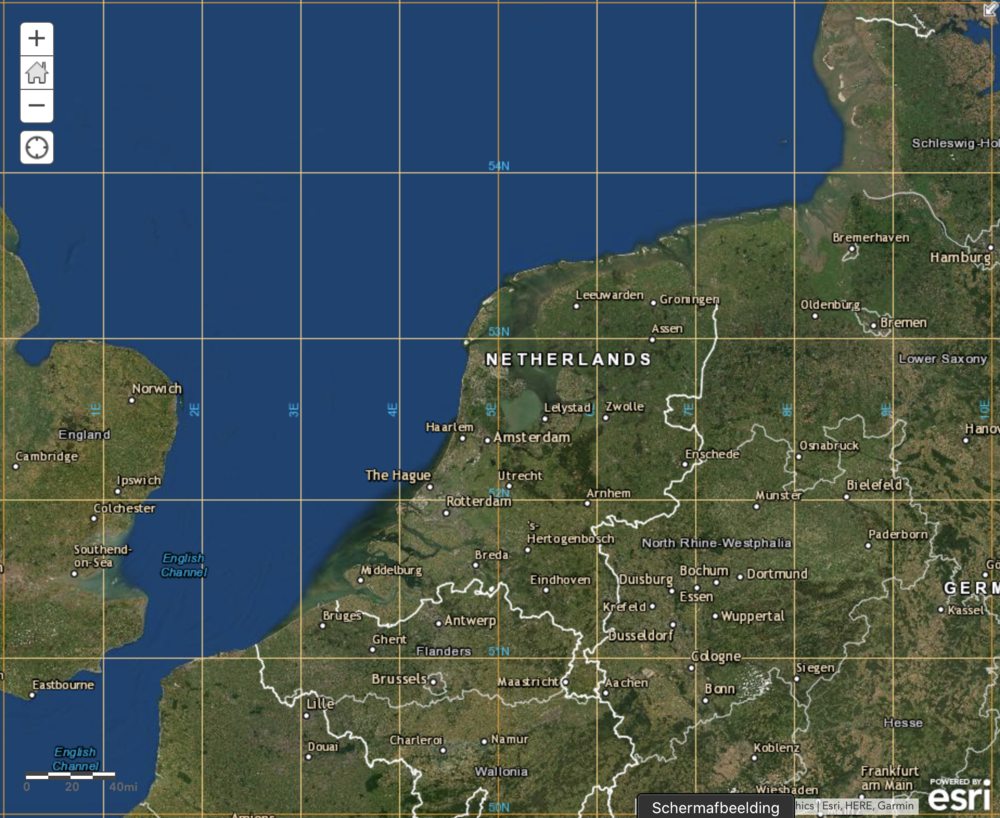 +
−
54N
Schleswig-Hol
Bremerhaven
Hamburg
Leeuwarden
Groningen
Oldenburg
Bremen
53N
Assen
NETHERLANDS
Lower Saxony
Norwich
1E
2E
3E
4E
5E
7E
8E
9E
10E
Lelystad
Zwolle
England
Haarlem
Amsterdam
Hanov
Cambridge
Enschede
Osnabruck
Ipswich
The Hague
Utrecht
Bielefeld
52N
Arnhem
Munster
Colchester
Rotterdam
's-
Hertogenbosch
North Rhine-Westphalia
Paderborn
Southend-
on-Sea
English
Channel
Breda
Middelburg
Eindhoven
Duisburg
Bochum
Dortmund
Go
GERM
Essen
Krefeld
Kassel
Bruges
Antwerp
Wuppertal
Dusseldorf
Ghent
Flanders
51N
Cologne
Brussels
Maastricht
Aachen
Siegen
Eastbourne
Bonn
Lille
Hesse
Douai
Charleroi
Namur
Koblenz
English
Channel
Wallonia
Frankfurt
am Main
0
20
40mi
Wiesbaden
POWERED BY
esri
50N
Schermafbeelding
hics | Esri, HERE, Garmin
Amiens